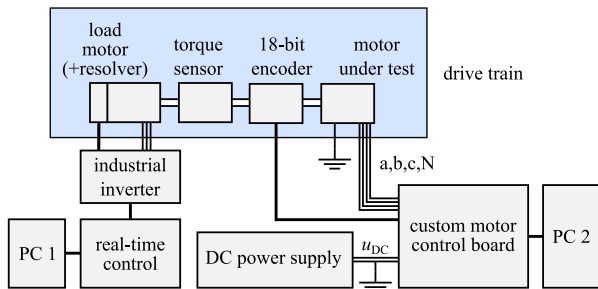 load
motor
(+resolver)
torque
sensor
18-bit
encoder
motor
under test
drive train
a,b,c,N
industrial
inverter
PC 1
real-time
control
DC power supply
uDC
custom motor
control board
PC 2